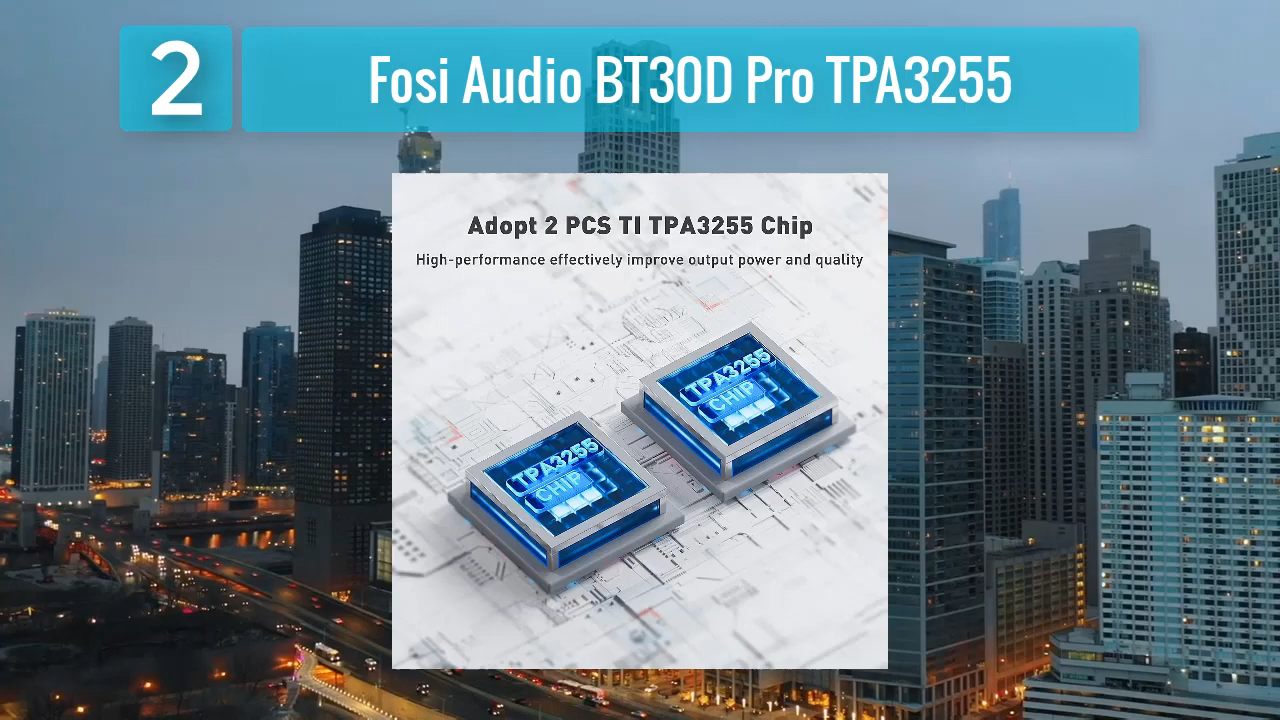 2
Fosi Audio BT30D Pro TPA3255
Adopt 2 PCS TI TPA3255 Chip
High-performance effectively improve output power and quality
TPA3255
CHIP
TPA3255
CHIP